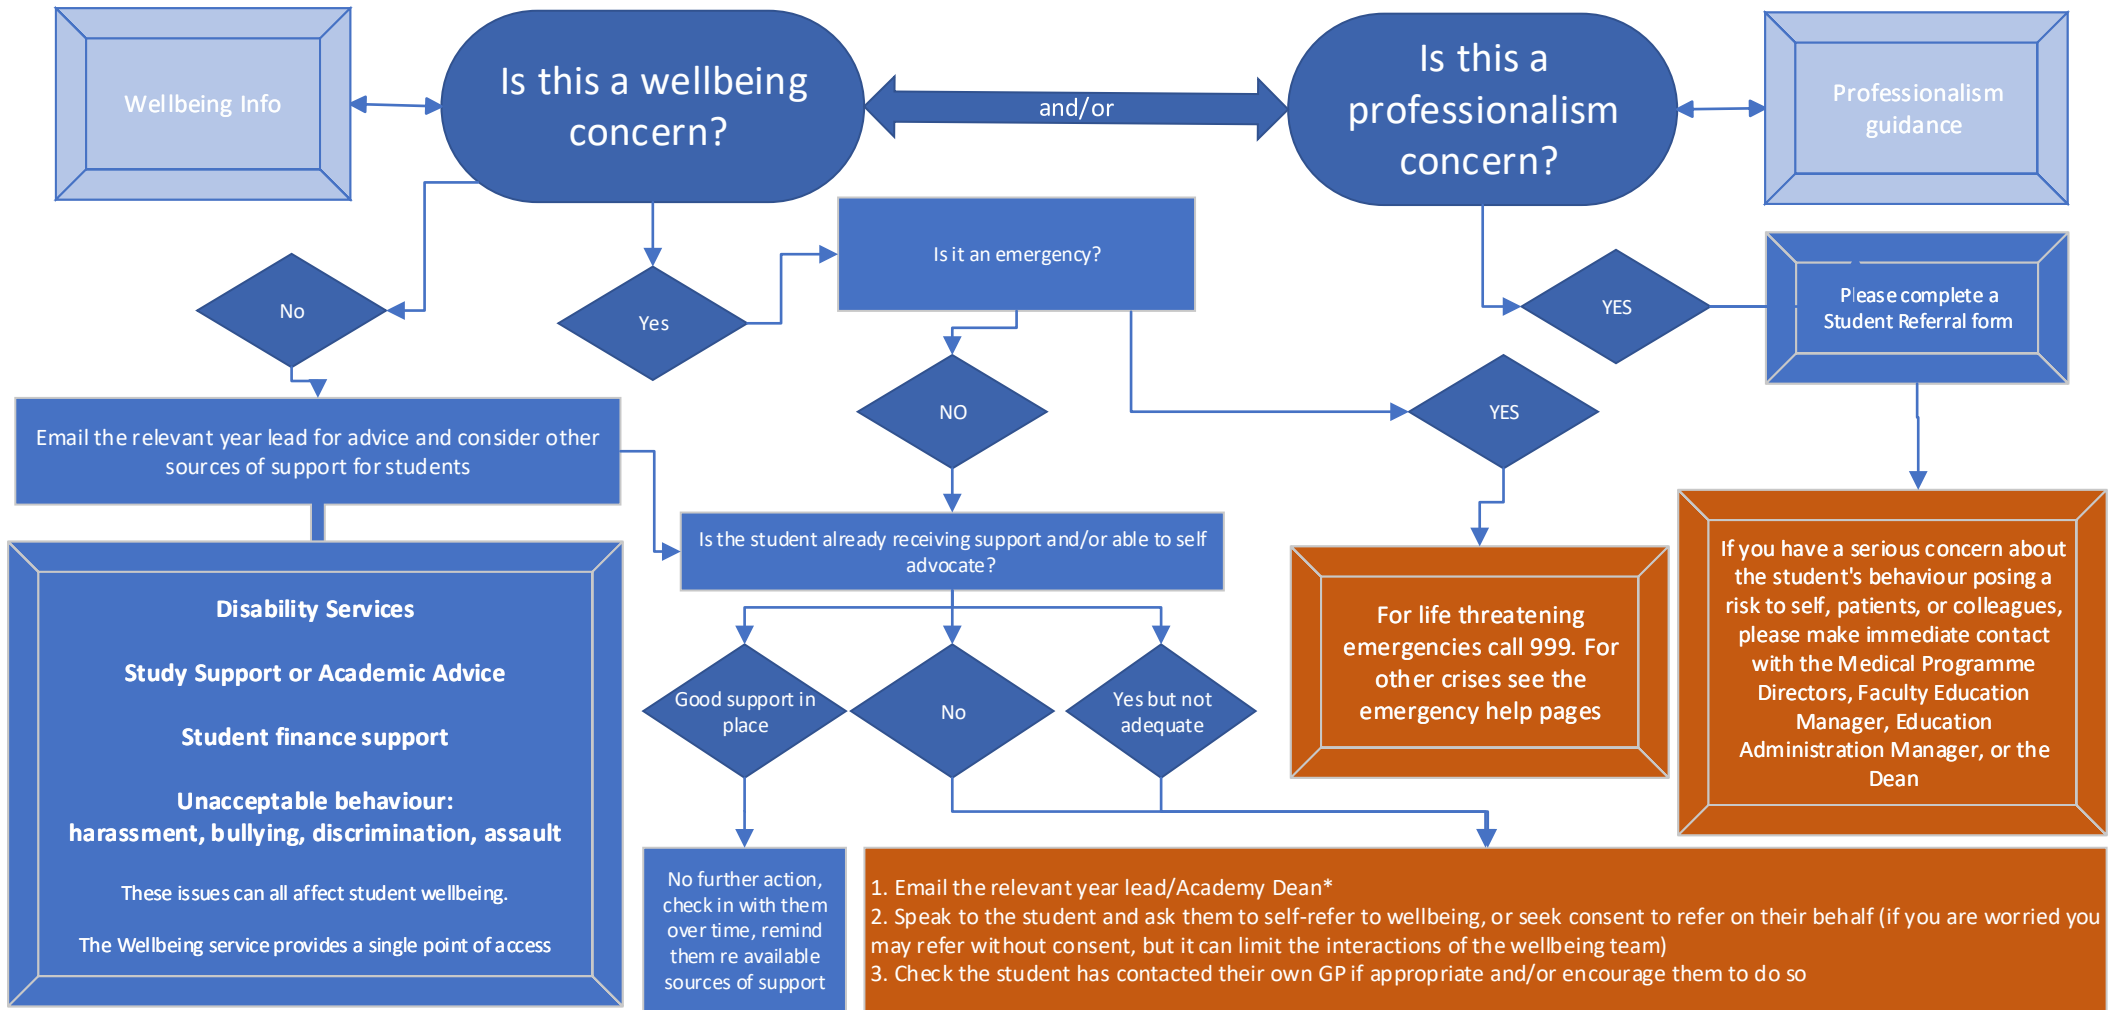 Wellbeing Info
Is this a wellbeing
concern?
and/or
Is this a
professionalism
concern?
Professionalism
guidance
No
Yes
Is it an emergency?
YES
Please complete a
Student Referral form
NO
YES
Email the relevant year lead for advice and consider other
sources of support for students
Is the student already receiving support and/or able to self
advocate?
Disability Services
Study Support or Academic Advice
Student finance support
Unacceptable behaviour:
harassment, bullying, discrimination, assault
These issues can all affect student wellbeing.
The Wellbeing service provides a single point of access
Good support in
place
No
Yes but not
adequate
For life threatening
emergencies call 999. For
other crises see the
emergency help pages
If you have a serious concern about
the student's behaviour posing a
risk to self, patients, or colleagues,
please make immediate contact
with the Medical Programme
Directors, Faculty Education
Manager, Education
Administration Manager, or the
Dean
No further action,
check in with them
over time, remind
them re available
sources of support
1. Email the relevant year lead/Academy Dean*
2. Speak to the student and ask them to self-refer to wellbeing, or seek consent to refer on their behalf (if you are worried you
may refer without consent, but it can limit the interactions of the wellbeing team)
3. Check the student has contacted their own GP if appropriate and/or encourage them to do so